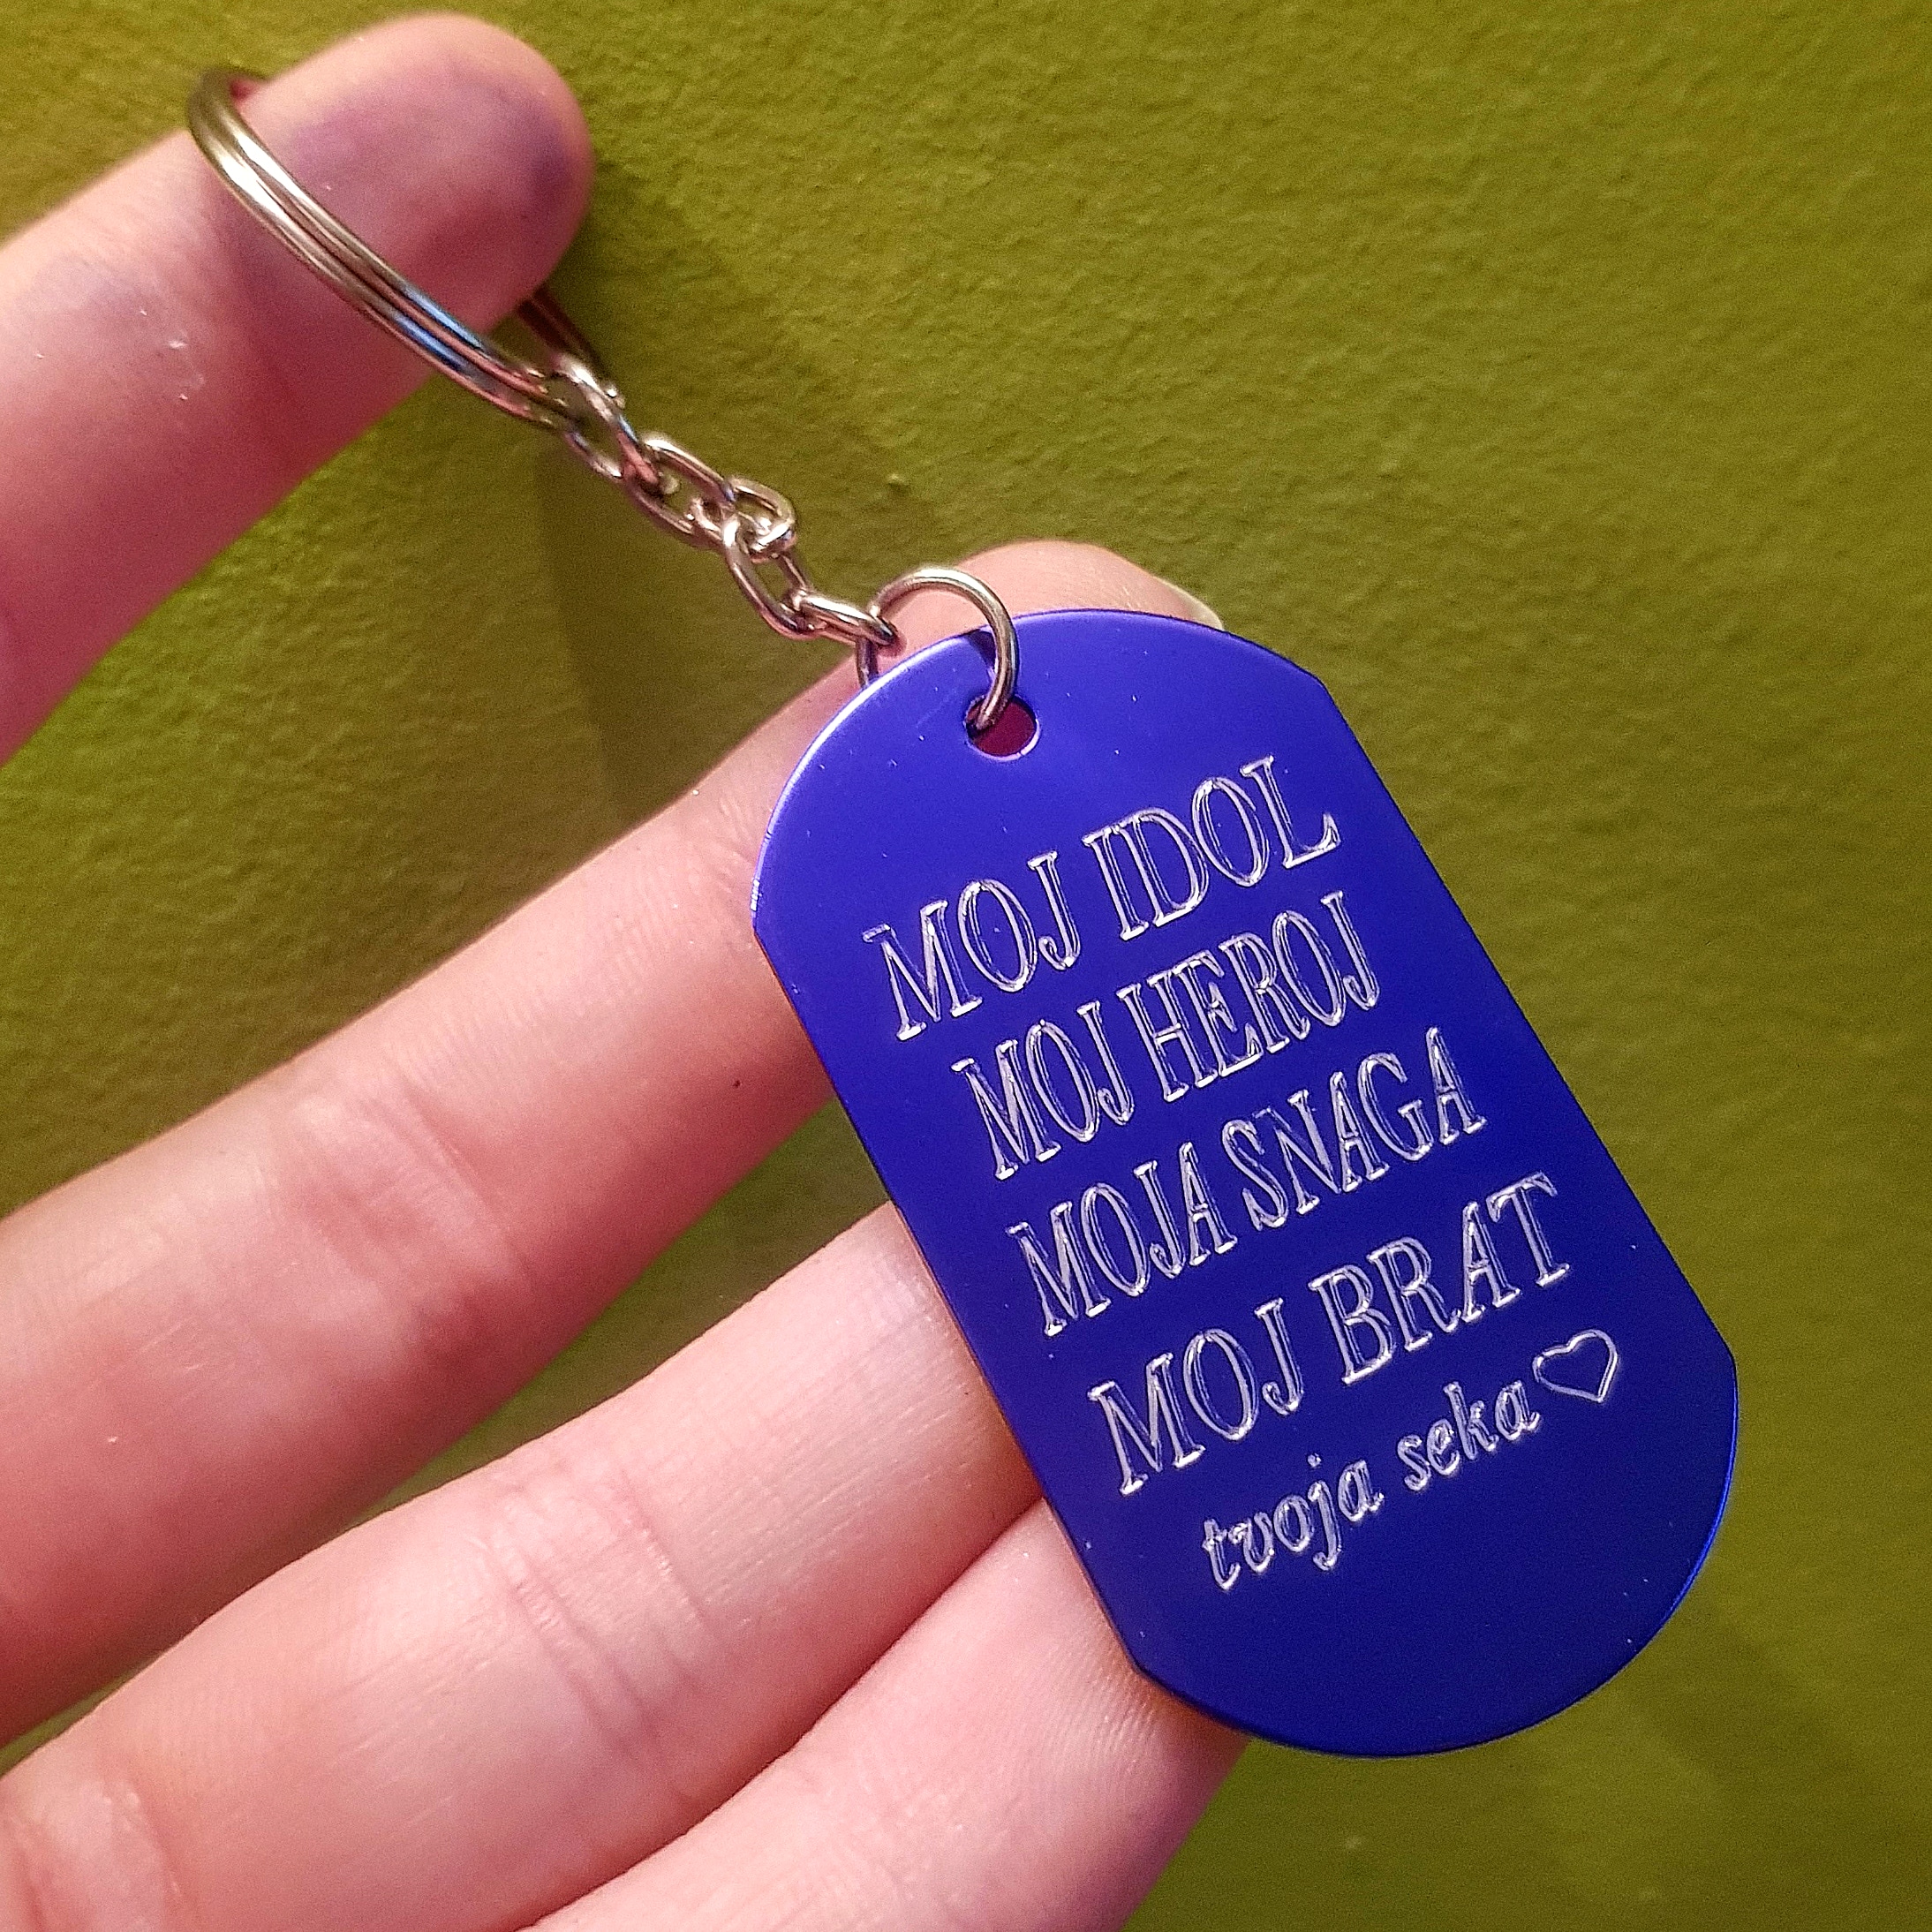 MOJ IDOL
MOJ HEROJ
MOJA SNAGA
MOJ BRAT
tvoja seka♡